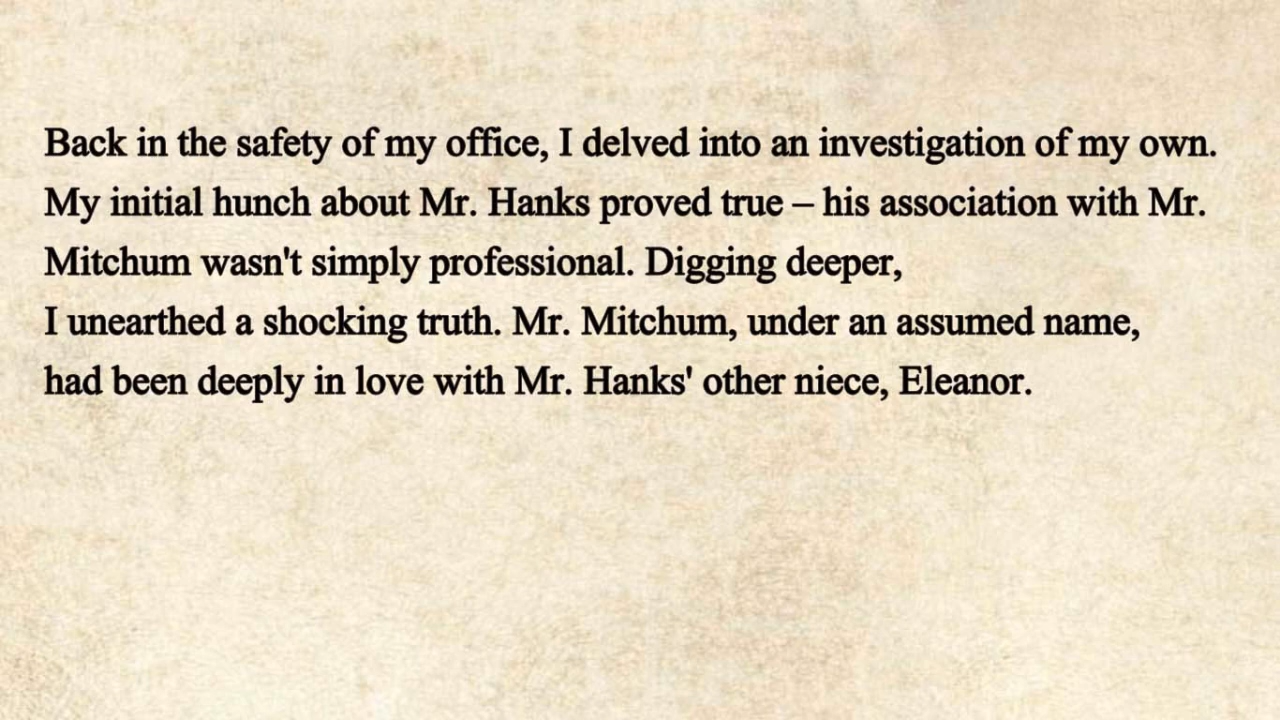 Back in the safety of my office, I delved into an investigation of my own.
My initial hunch about Mr. Hanks proved true – his association with Mr.
Mitchum wasn't simply professional. Digging deeper,
I unearthed a shocking truth. Mr. Mitchum, under an assumed name,
had been deeply in love with Mr. Hanks' other niece, Eleanor.